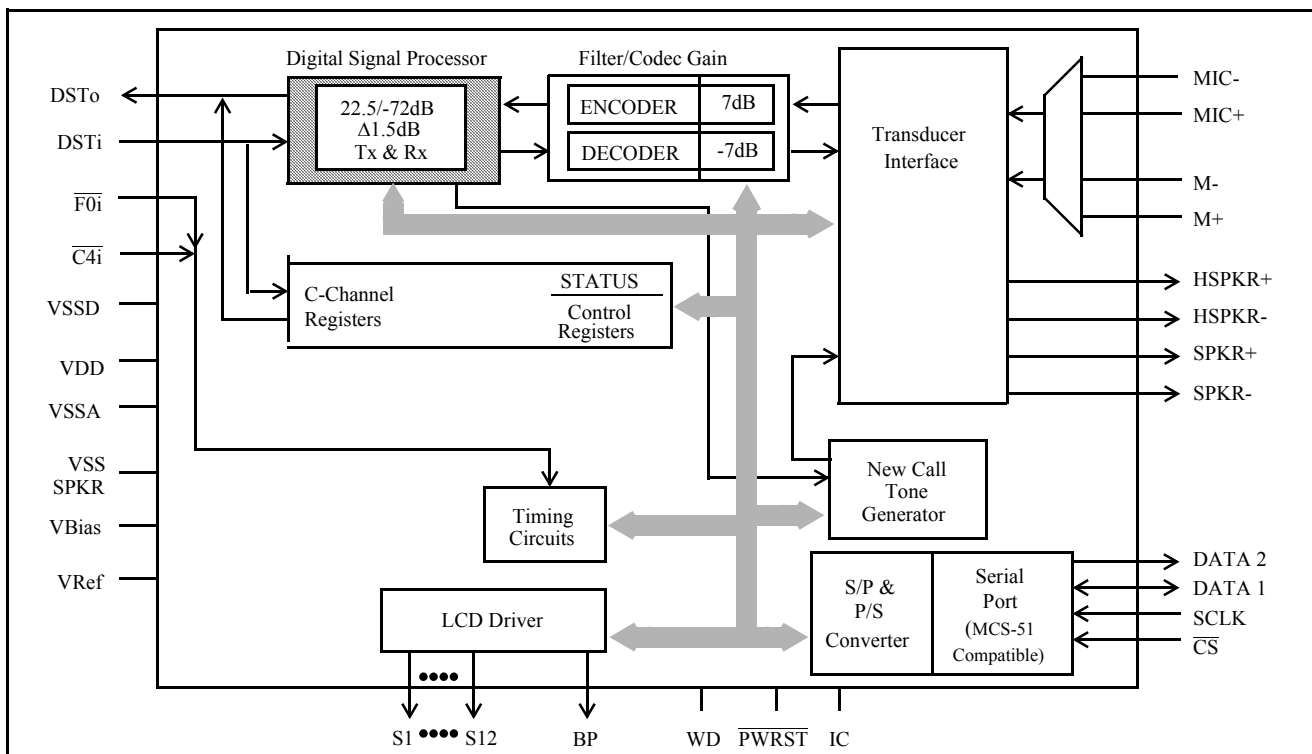 Digital Signal Processor
Filter/Codec Gain
DSTo
DSTi
F0i
C4i
VSSD
VDD
VSSA
VSS
SPKR
VBias
VRef
22.5/-72dB
Δ1.5dB
Tx & Rx
ENCODER 7dB
DECODER -7dB
Transducer
Interface
MIC-
MIC+
M-
M+
HSPKR+
HSPKR-
SPKR+
SPKR-
C-Channel
Registers
STATUS
Control
Registers
New Call
Tone
Generator
Timing
Circuits
LCD Driver
S/P &
P/S
Converter
Serial
Port
(MCS-51
Compatible)
DATA 2
DATA 1
SCLK
CS
S1 S12 BP WD PWRST IC